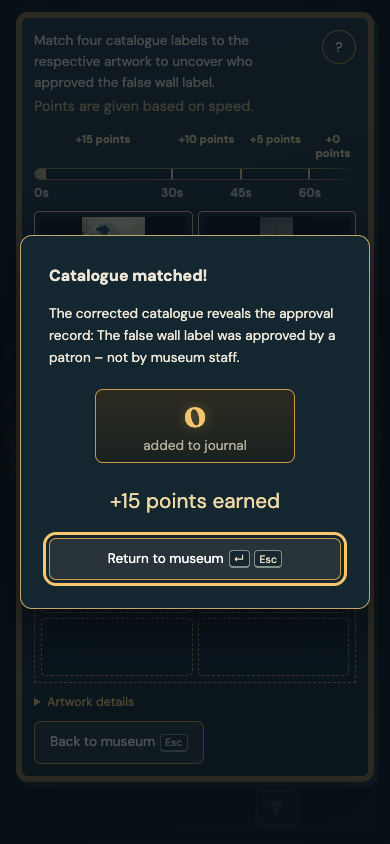 Match four catalogue labels to the
respective artwork to uncover who
approved the false wall label.
?
Points are given based on speed.
+15 points +10 points +5 points +0
points
0s 30s 45s 60s
Catalogue matched!
The corrected catalogue reveals the approval
record: The false wall label was approved by a
patron – not by museum staff.
0
added to journal
+15 points earned
Return to museum ↵ Esc
▶ Artwork details
Back to museum Esc
▼